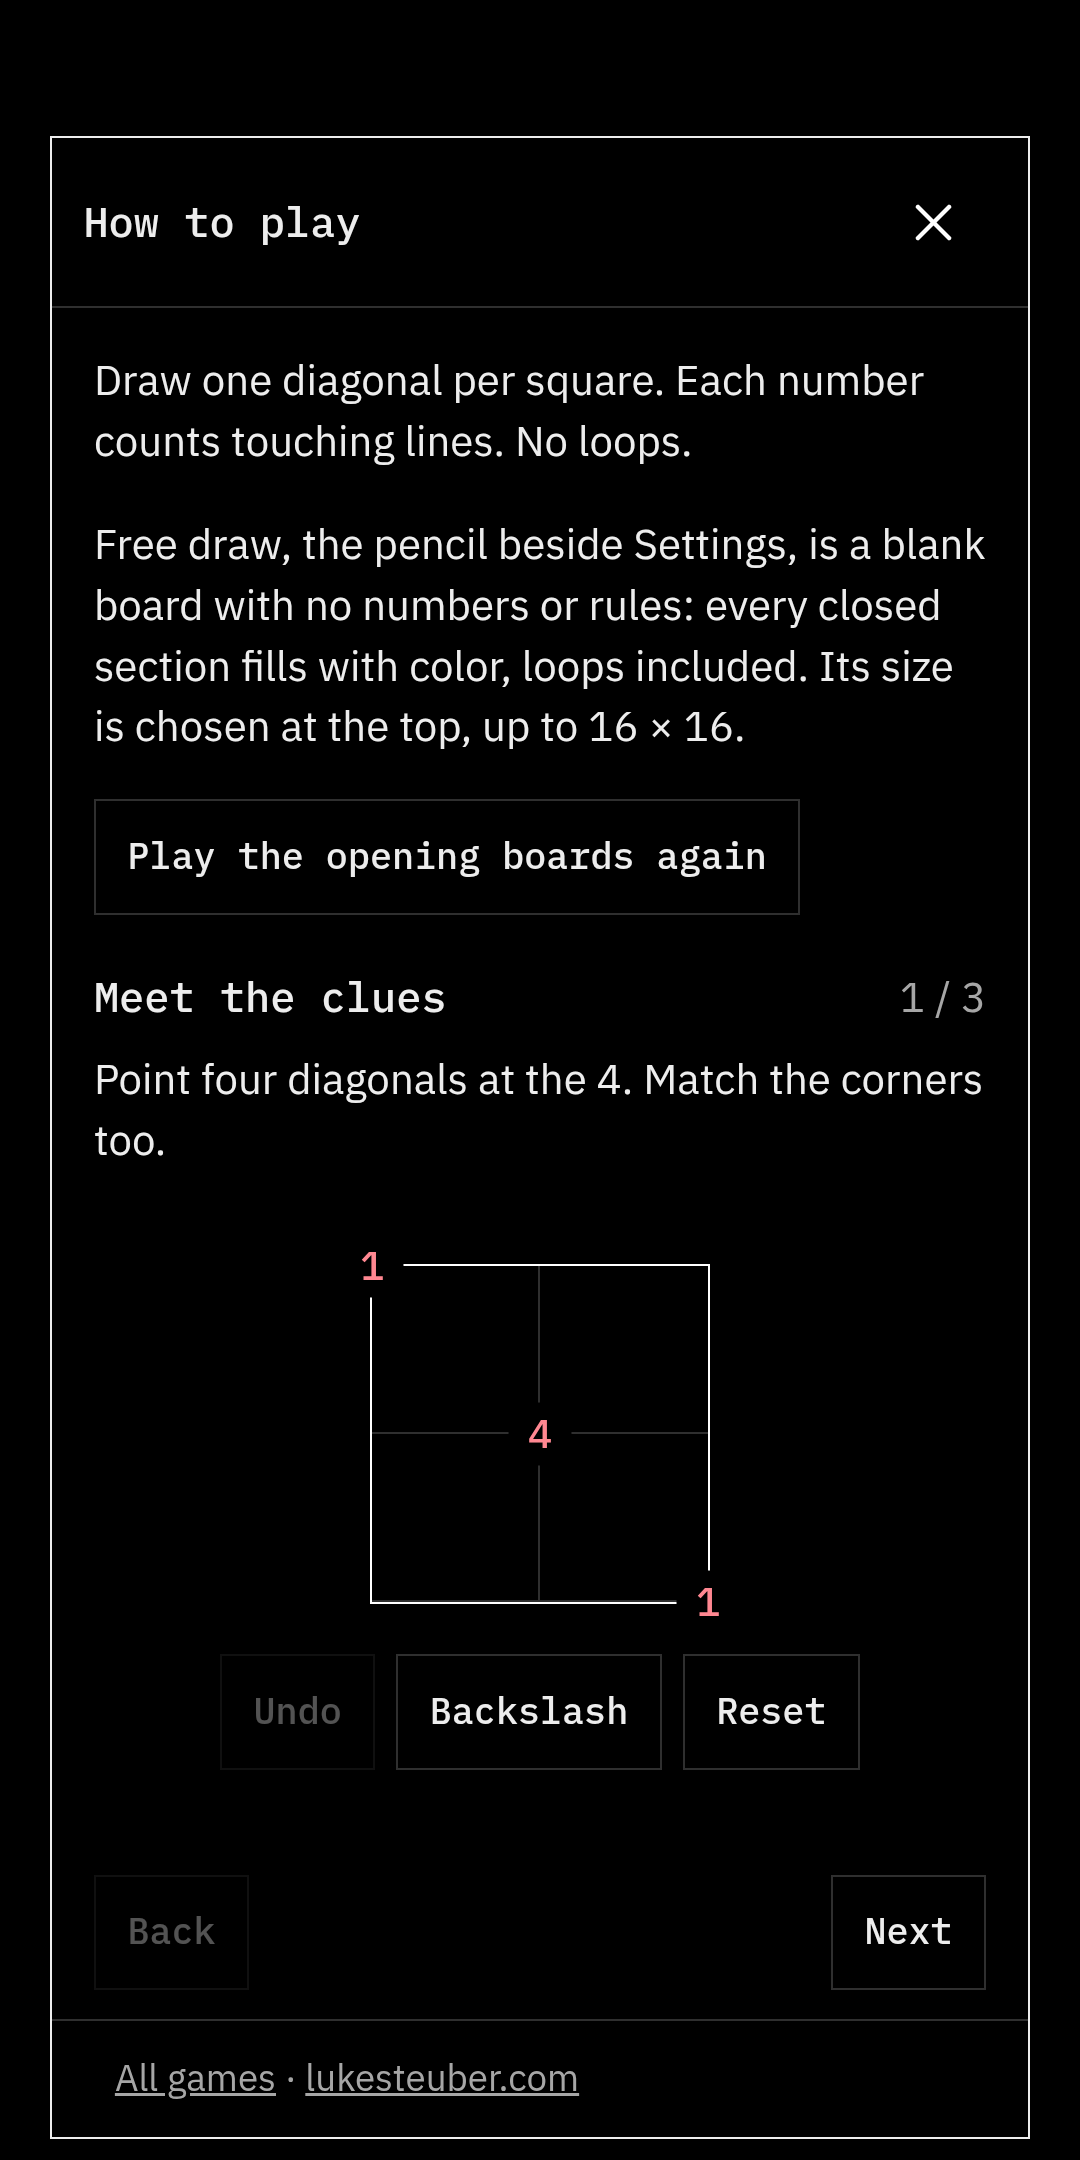 How to play
Draw one diagonal per square. Each number
counts touching lines. No loops.
Free draw, the pencil beside Settings, is a blank
board with no numbers or rules: every closed
section fills with color, loops included. Its size
is chosen at the top, up to 16 × 16.
Play the opening boards again
Meet the clues 1 / 3
Point four diagonals at the 4. Match the corners
too.
1
4
1
Undo Backslash Reset
Back Next
All games · lukesteuber.com